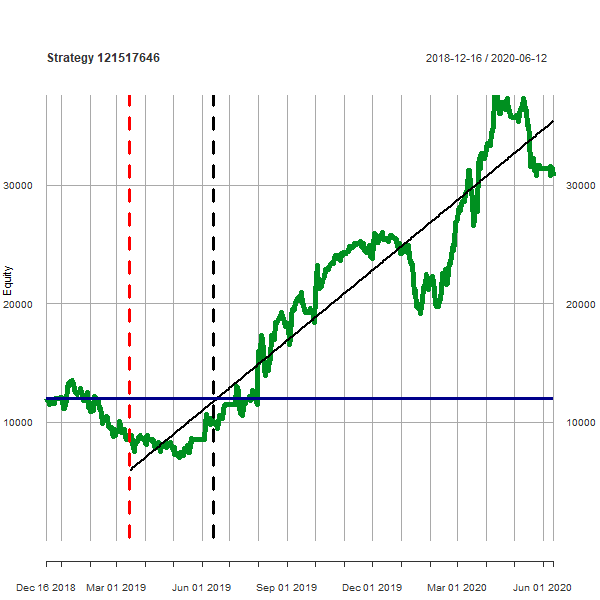 Strategy 121517646
2018-12-16 / 2020-06-12
30000 30000
Equity
20000 20000
10000 10000
Dec 16 2018 Mar 01 2019 Jun 01 2019 Sep 01 2019 Dec 01 2019 Mar 01 2020 Jun 01 2020